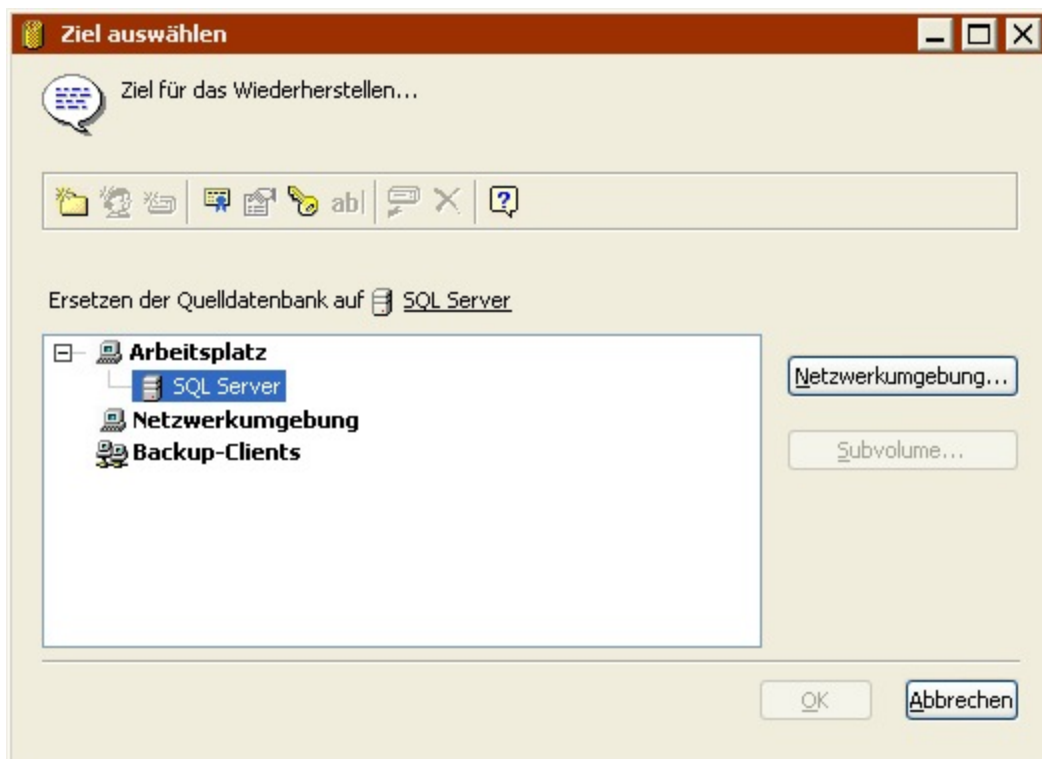 Ziel auswählen
Ziel für das Wiederherstellen...
ab|
Ersetzen der Quelldatenbank auf SQL Server
Arbeitsplatz
SQL Server
Netzwerkumgebung
Backup-Clients
Netzwerkumgebung...
Subvolume...
OK
Abbrechen